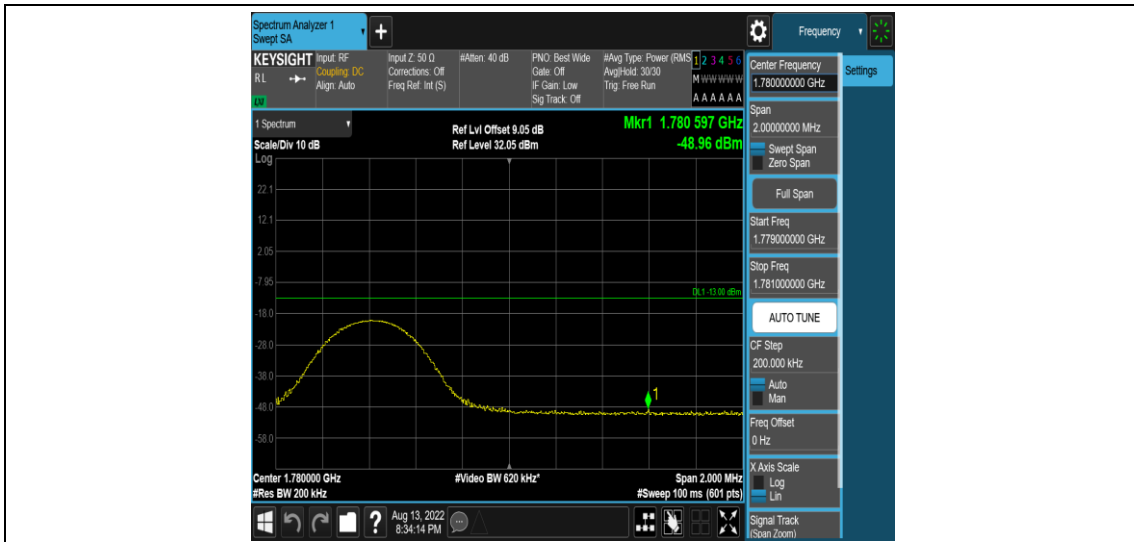 Spectrum Analyzer 1
Swept SA
+
Frequency
KEYSIGHT
RL
LXI
Input: RF
Coupling: DC
Align: Auto
Input Z: 50 Ω
Corrections: Off
Freq Ref: Int (S)
#Atten: 40 dB
PNO: Best Wide
Gate: Off
IF Gain: Low
Sig Track: Off
#Avg Type: Power (RMS
Avg|Hold: 30/30
Trig: Free Run
1 2 3 4 5 6
M W W W W W
A A A A A A
1 Spectrum
Scale/Div 10 dB
Ref Lvl Offset 9.05 dB
Ref Level 32.05 dBm
Mkr1 1.780 597 GHz
-48.96 dBm
Log
22.1
12.1
2.05
-7.95
DL1 -13.00 dBm
-18.0
-28.0
-38.0
1
-48.0
-58.0
Center 1.780000 GHz
#Video BW 620 kHz*
Span 2.000 MHz
#Res BW 200 kHz
#Sweep 100 ms (601 pts)
?
Aug 13, 2022
8:34:14 PM
Center Frequency
1.780000000 GHz
Settings
Span
2.00000000 MHz
Swept Span
Zero Span
Full Span
Start Freq
1.779000000 GHz
Stop Freq
1.781000000 GHz
AUTO TUNE
CF Step
200.000 kHz
Auto
Man
Freq Offset
0 Hz
X Axis Scale
Log
Lin
Signal Track
(Span Zoom)